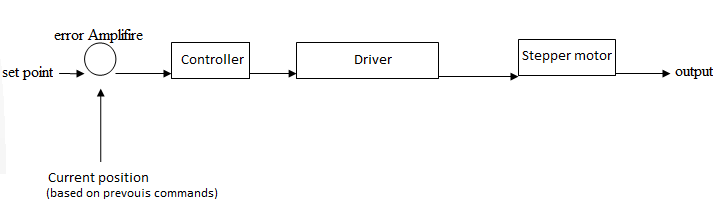 error Amplifire
set point
Controller
Driver
Stepper motor
output
Current position
(based on prevouis commands)